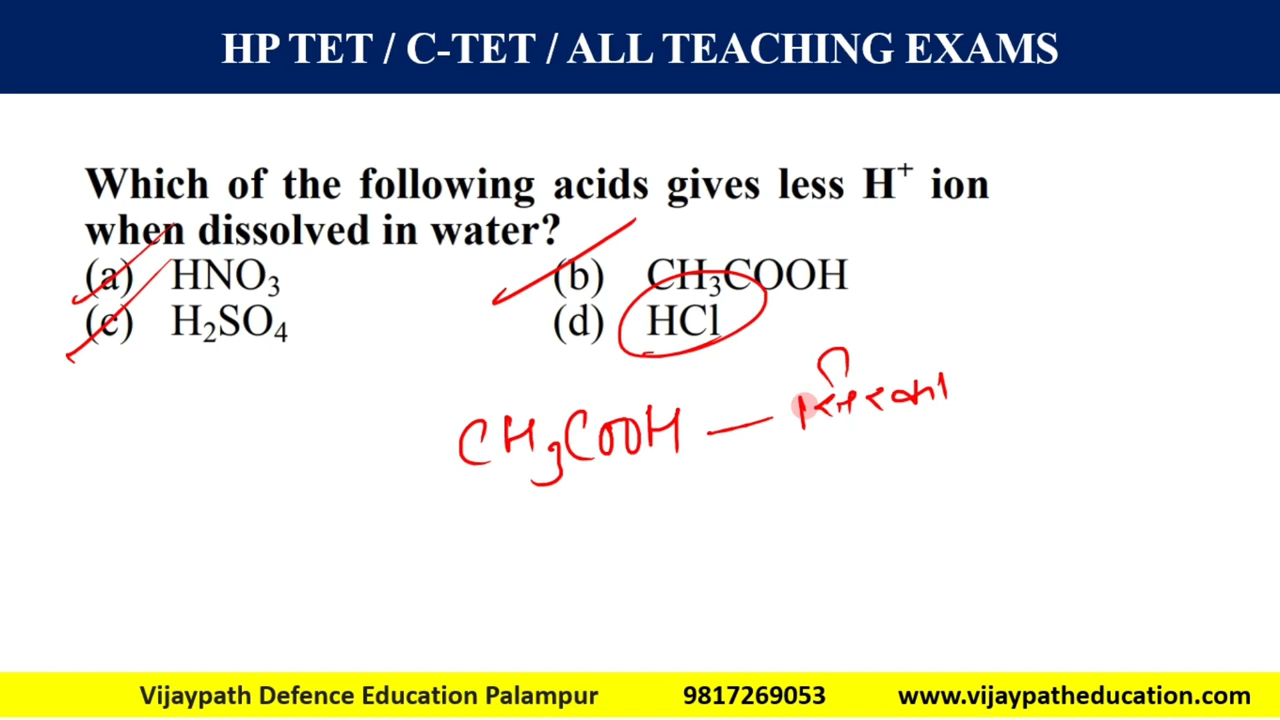 HP TET / C-TET / ALL TEACHING EXAMS
Which of the following acids gives less H⁺ ion
when dissolved in water?
(a) HNO₃ (b) CH₃COOH
(c) H₂SO₄ (d) HCl
CH₃COOH —
Vijaypath Defence Education Palampur 9817269053 www.vijaypatheducation.com